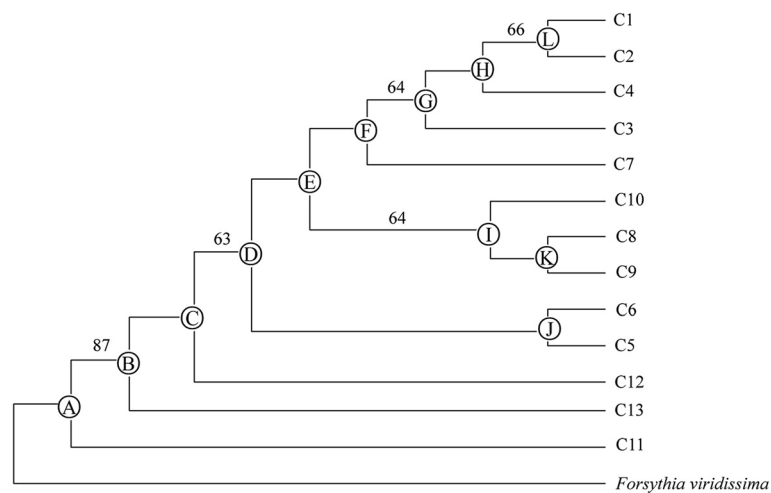 66
L
C1
C2
H
C4
64
G
C3
F
C7
E
C10
64
I
C8
K
C9
63
D
C6
J
C5
C
C12
87
B
C13
A
C11
Forsythia viridissima